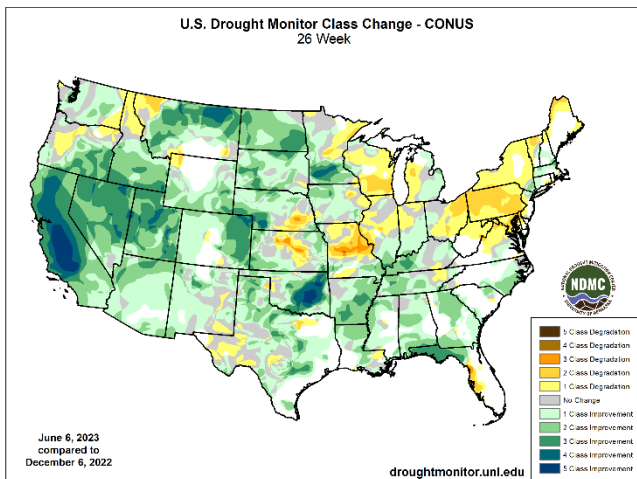 U.S. Drought Monitor Class Change - CONUS
26 Week
NDMC
5 Class Degradation
4 Class Degradation
3 Class Degradation
2 Class Degradation
1 Class Degradation
No Change
1 Class Improvement
2 Class Improvement
3 Class Improvement
4 Class Improvement
5 Class Improvement
June 6, 2023
compared to
December 6, 2022
droughtmonitor.unl.edu